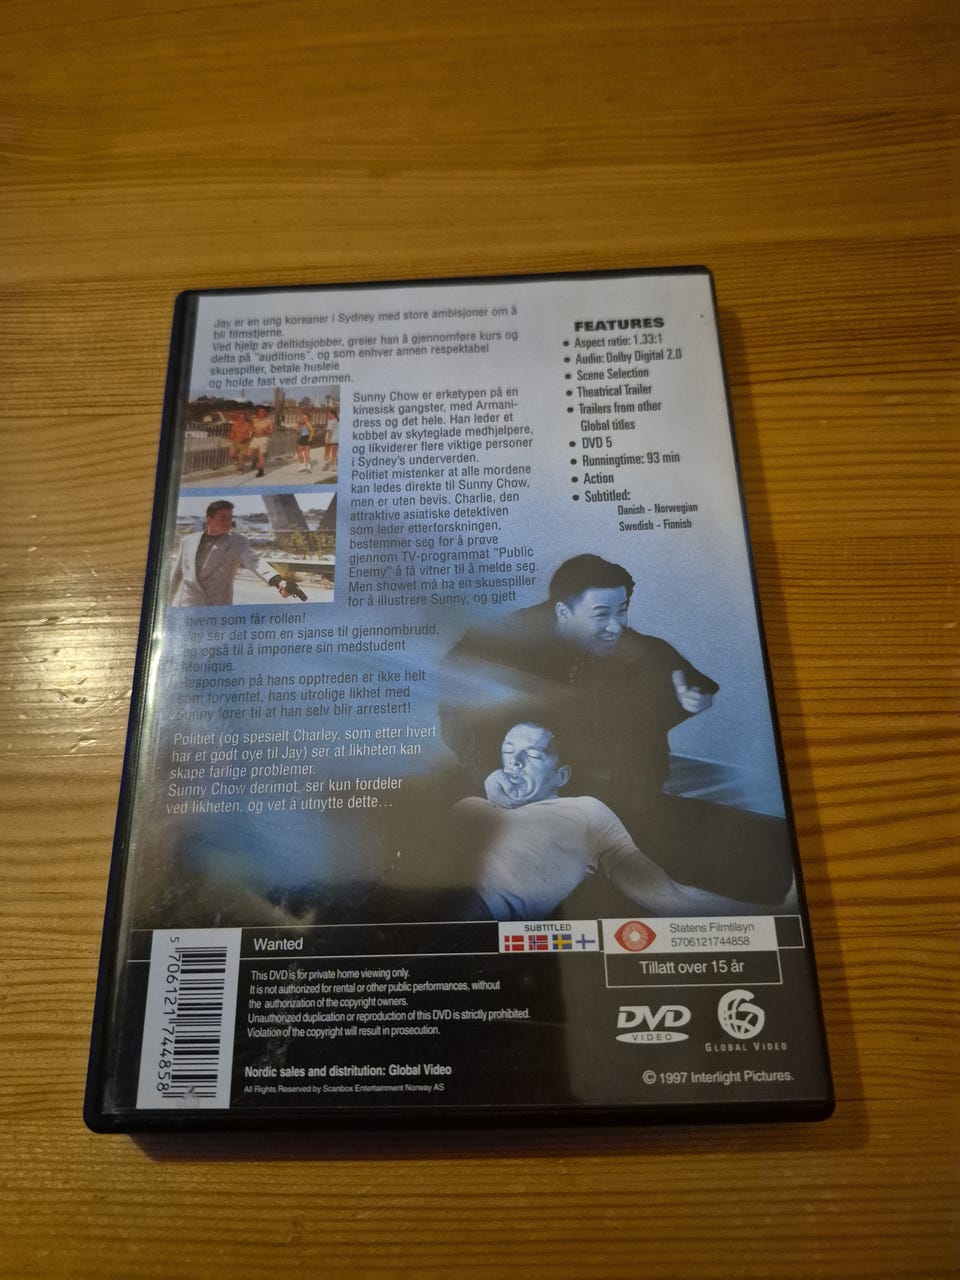 Jay er en ung koreaner i Sydney med store ambisjoner om å
bli filmstjerne.
Ved hjelp av deltidsjobber, greier han å gjennomføre kurs og
delta på "auditions", og som enhver annen respektabel
skuespiller, betale husleie
og holde fast ved drømmen.
Sunny Chow er erketypen på en
kinesisk gangster, med Armani-
dress og det hele. Han leder et
kobbel av skyteglade medhjelpere,
og likviderer flere viktige personer
i Sydney's underverden.
Politiet mistenker at alle mordene
kan ledes direkte til Sunny Chow,
men er uten bevis. Charlie, den
attraktive asiatiske detektiven
som leder etterforskningen,
bestemmer seg for å prøve
gjennom TV-programmat "Public
Enemy" å få vitner til å melde seg.
Men showet må ha en skuespiller
for å illustrere Sunny, og gjett
hvem som får rollen!
Jay ser det som en sjanse til gjennombrudd,
og også til å imponere sin medstudent
Monique.
Responsen på hans opptreden er ikke helt
som forventet, hans utrolige likhet med
Sunny fører til at han selv blir arrestert!
Politiet (og spesielt Charley, som etter hvert
har et godt oye til Jay) ser at likheten kan
skape farlige problemer.
Sunny Chow derimot, ser kun fordeler
ved likheten, og vet å utnytte dette...
FEATURES
• Aspect ratio: 1.33:1
• Audio: Dolby Digital 2.0
• Scene Selection
• Theatrical Trailer
• Trailers from other
Global titles
• DVD 5
• Runningtime: 93 min
• Action
• Subtitled:
Danish - Norwegian
Swedish - Finnish
Wanted
SUBTITLED
Statens Filmtilsyn
5706121744858
Tillatt over 15 år
5 706121 744858
This DVD is for private home viewing only.
It is not authorized for rental or other public performances, without
the authorization of the copyright owners.
Unauthorized duplication or reproduction of this DVD is strictly prohibited.
Violation of the copyright will result in prosecution.
Nordic sales and distritution: Global Video
All Rights Reserved by Scanbox Entertainment Norway AS
DVD
VIDEO
GLOBAL VIDEO
© 1997 Interlight Pictures.